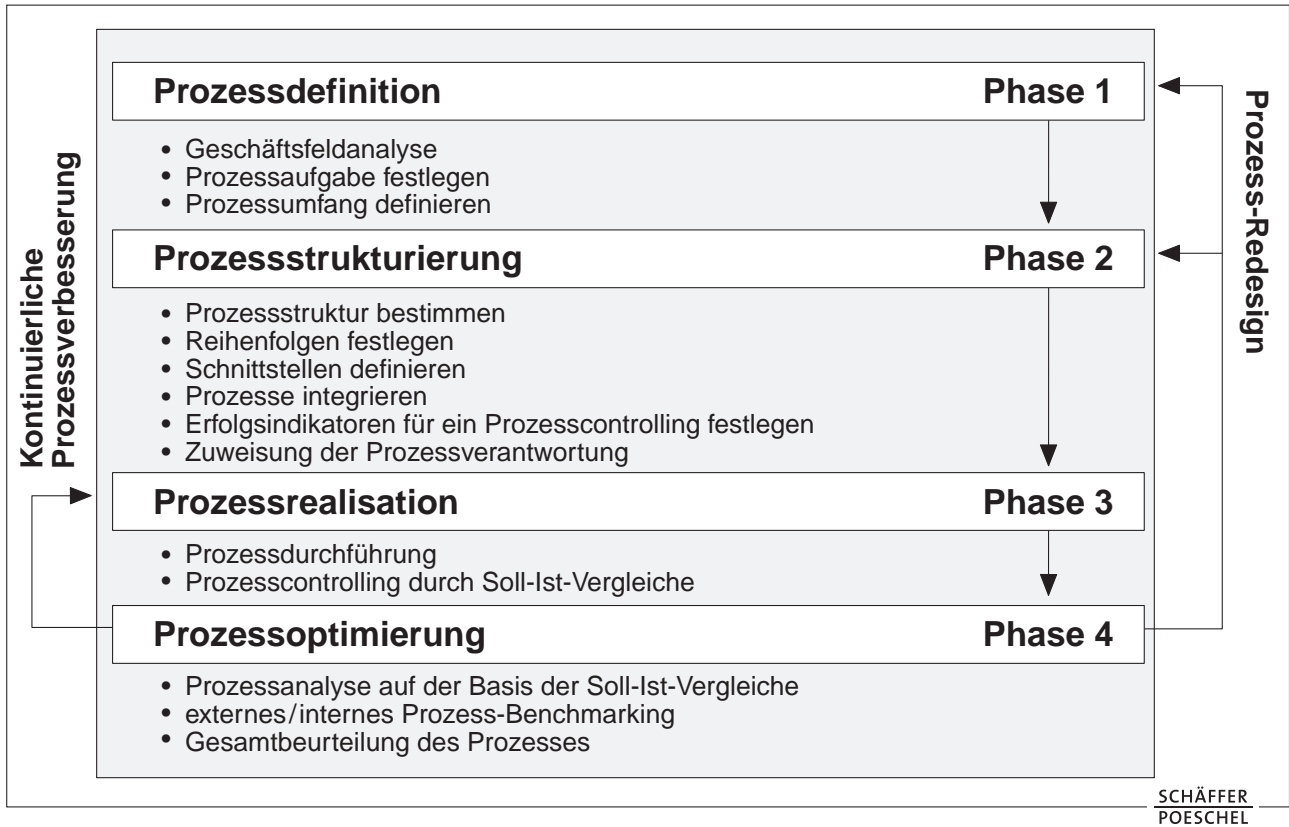 Prozessdefinition Phase 1
• Geschäftsfeldanalyse
• Prozessaufgabe festlegen
• Prozessumfang definieren
Prozessstrukturierung Phase 2
• Prozessstruktur bestimmen
• Reihenfolgen festlegen
• Schnittstellen definieren
• Prozesse integrieren
• Erfolgsindikatoren für ein Prozesscontrolling festlegen
• Zuweisung der Prozessverantwortung
Prozessrealisation Phase 3
• Prozessdurchführung
• Prozesscontrolling durch Soll-Ist-Vergleiche
Prozessoptimierung Phase 4
• Prozessanalyse auf der Basis der Soll-Ist-Vergleiche
• externes/internes Prozess-Benchmarking
• Gesamtbeurteilung des Prozesses
Kontinuierliche
Prozessverbesserung
Prozess-Redesign
SCHÄFFER
POESCHEL